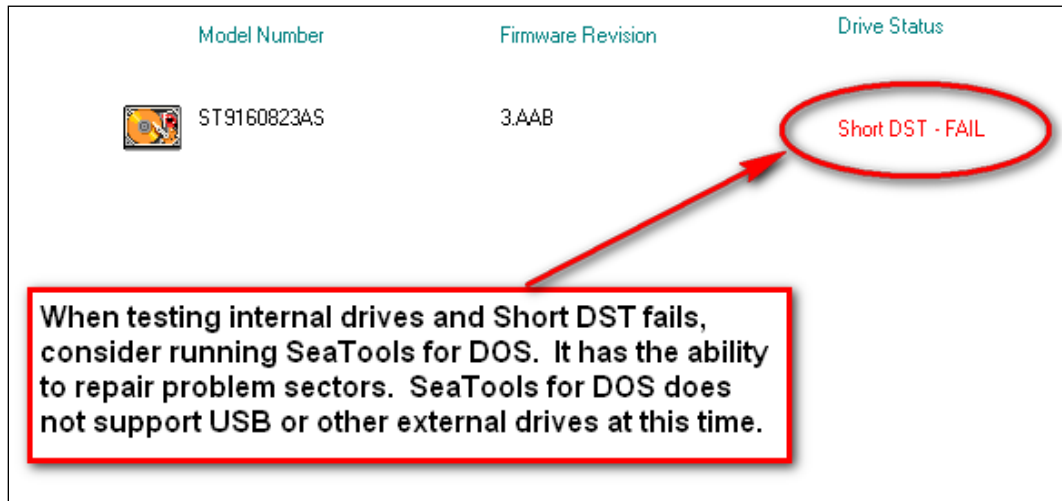 Model Number Firmware Revision Drive Status
ST9160823AS 3.AAB Short DST - FAIL
When testing internal drives and Short DST fails,
consider running SeaTools for DOS.  It has the ability
to repair problem sectors.  SeaTools for DOS does
not support USB or other external drives at this time.